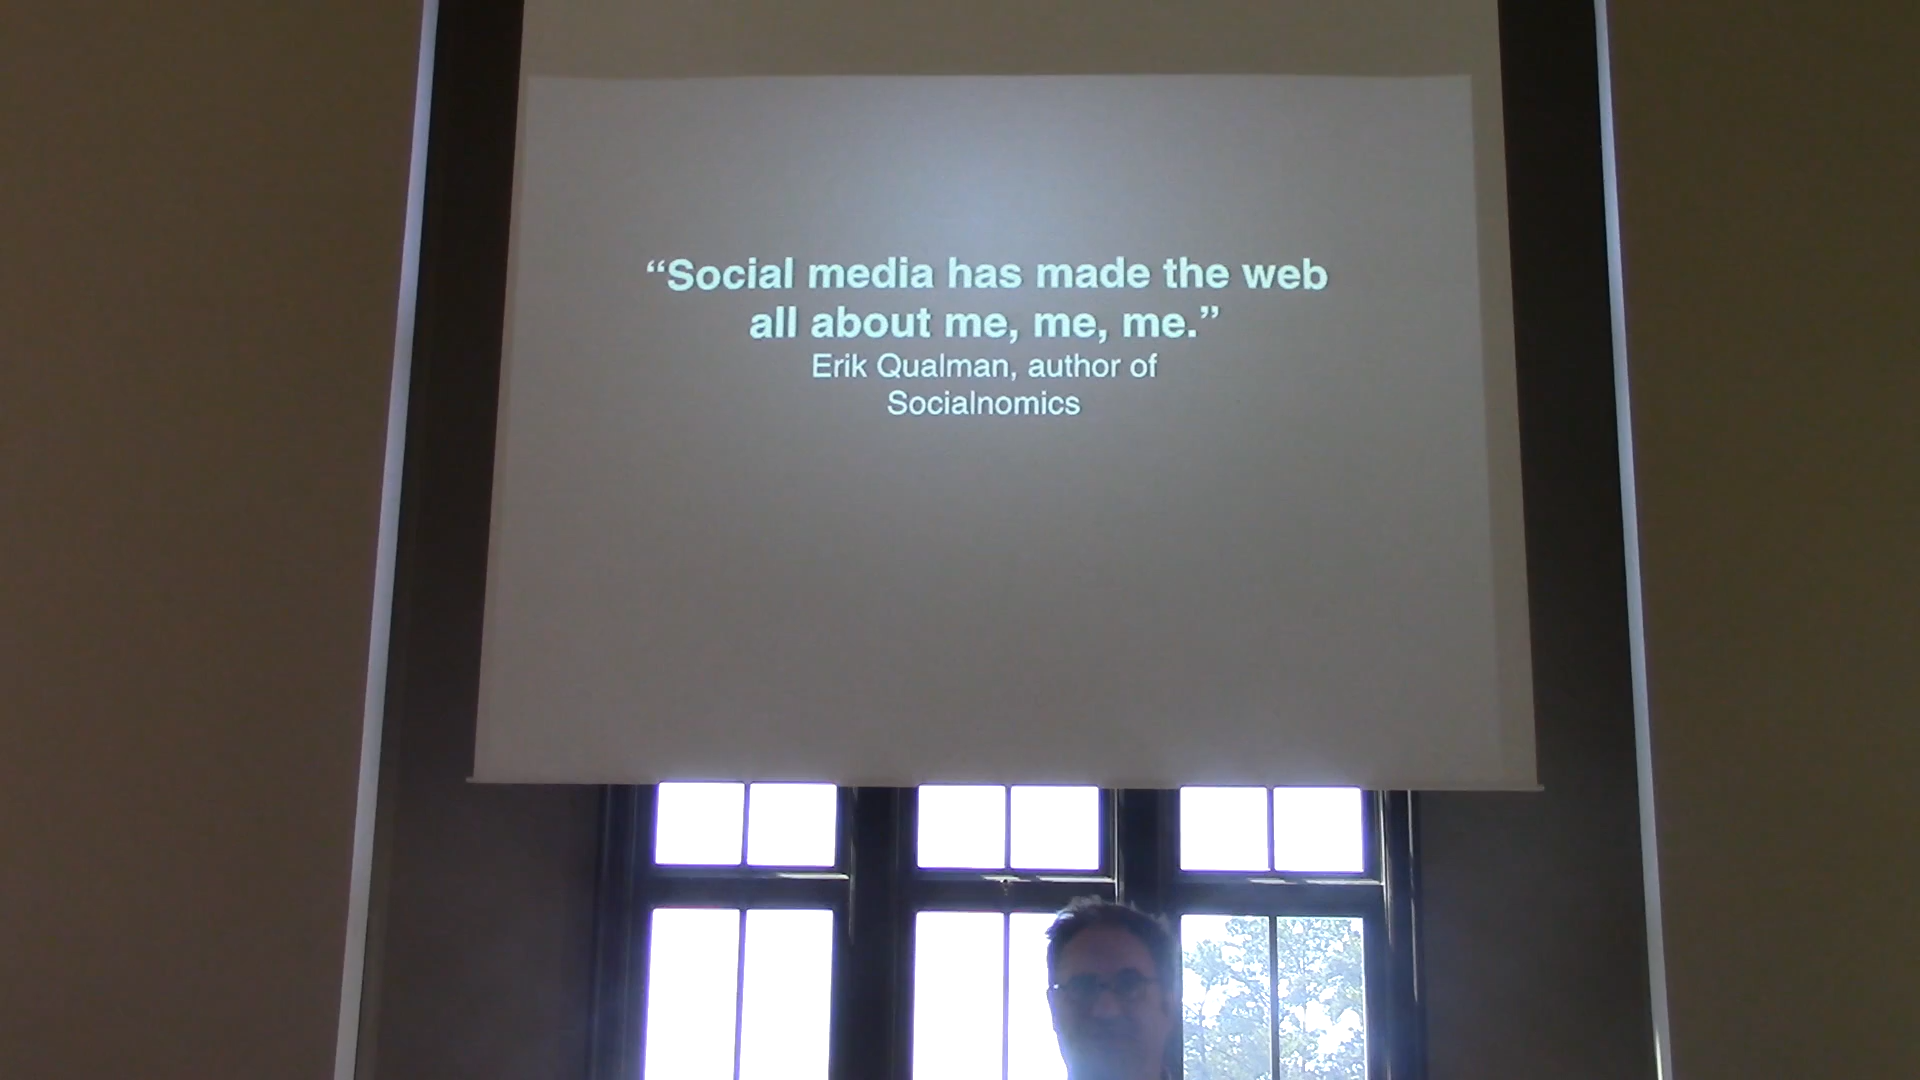 “Social media has made the web
all about me, me, me.”
Erik Qualman, author of
Socialnomics